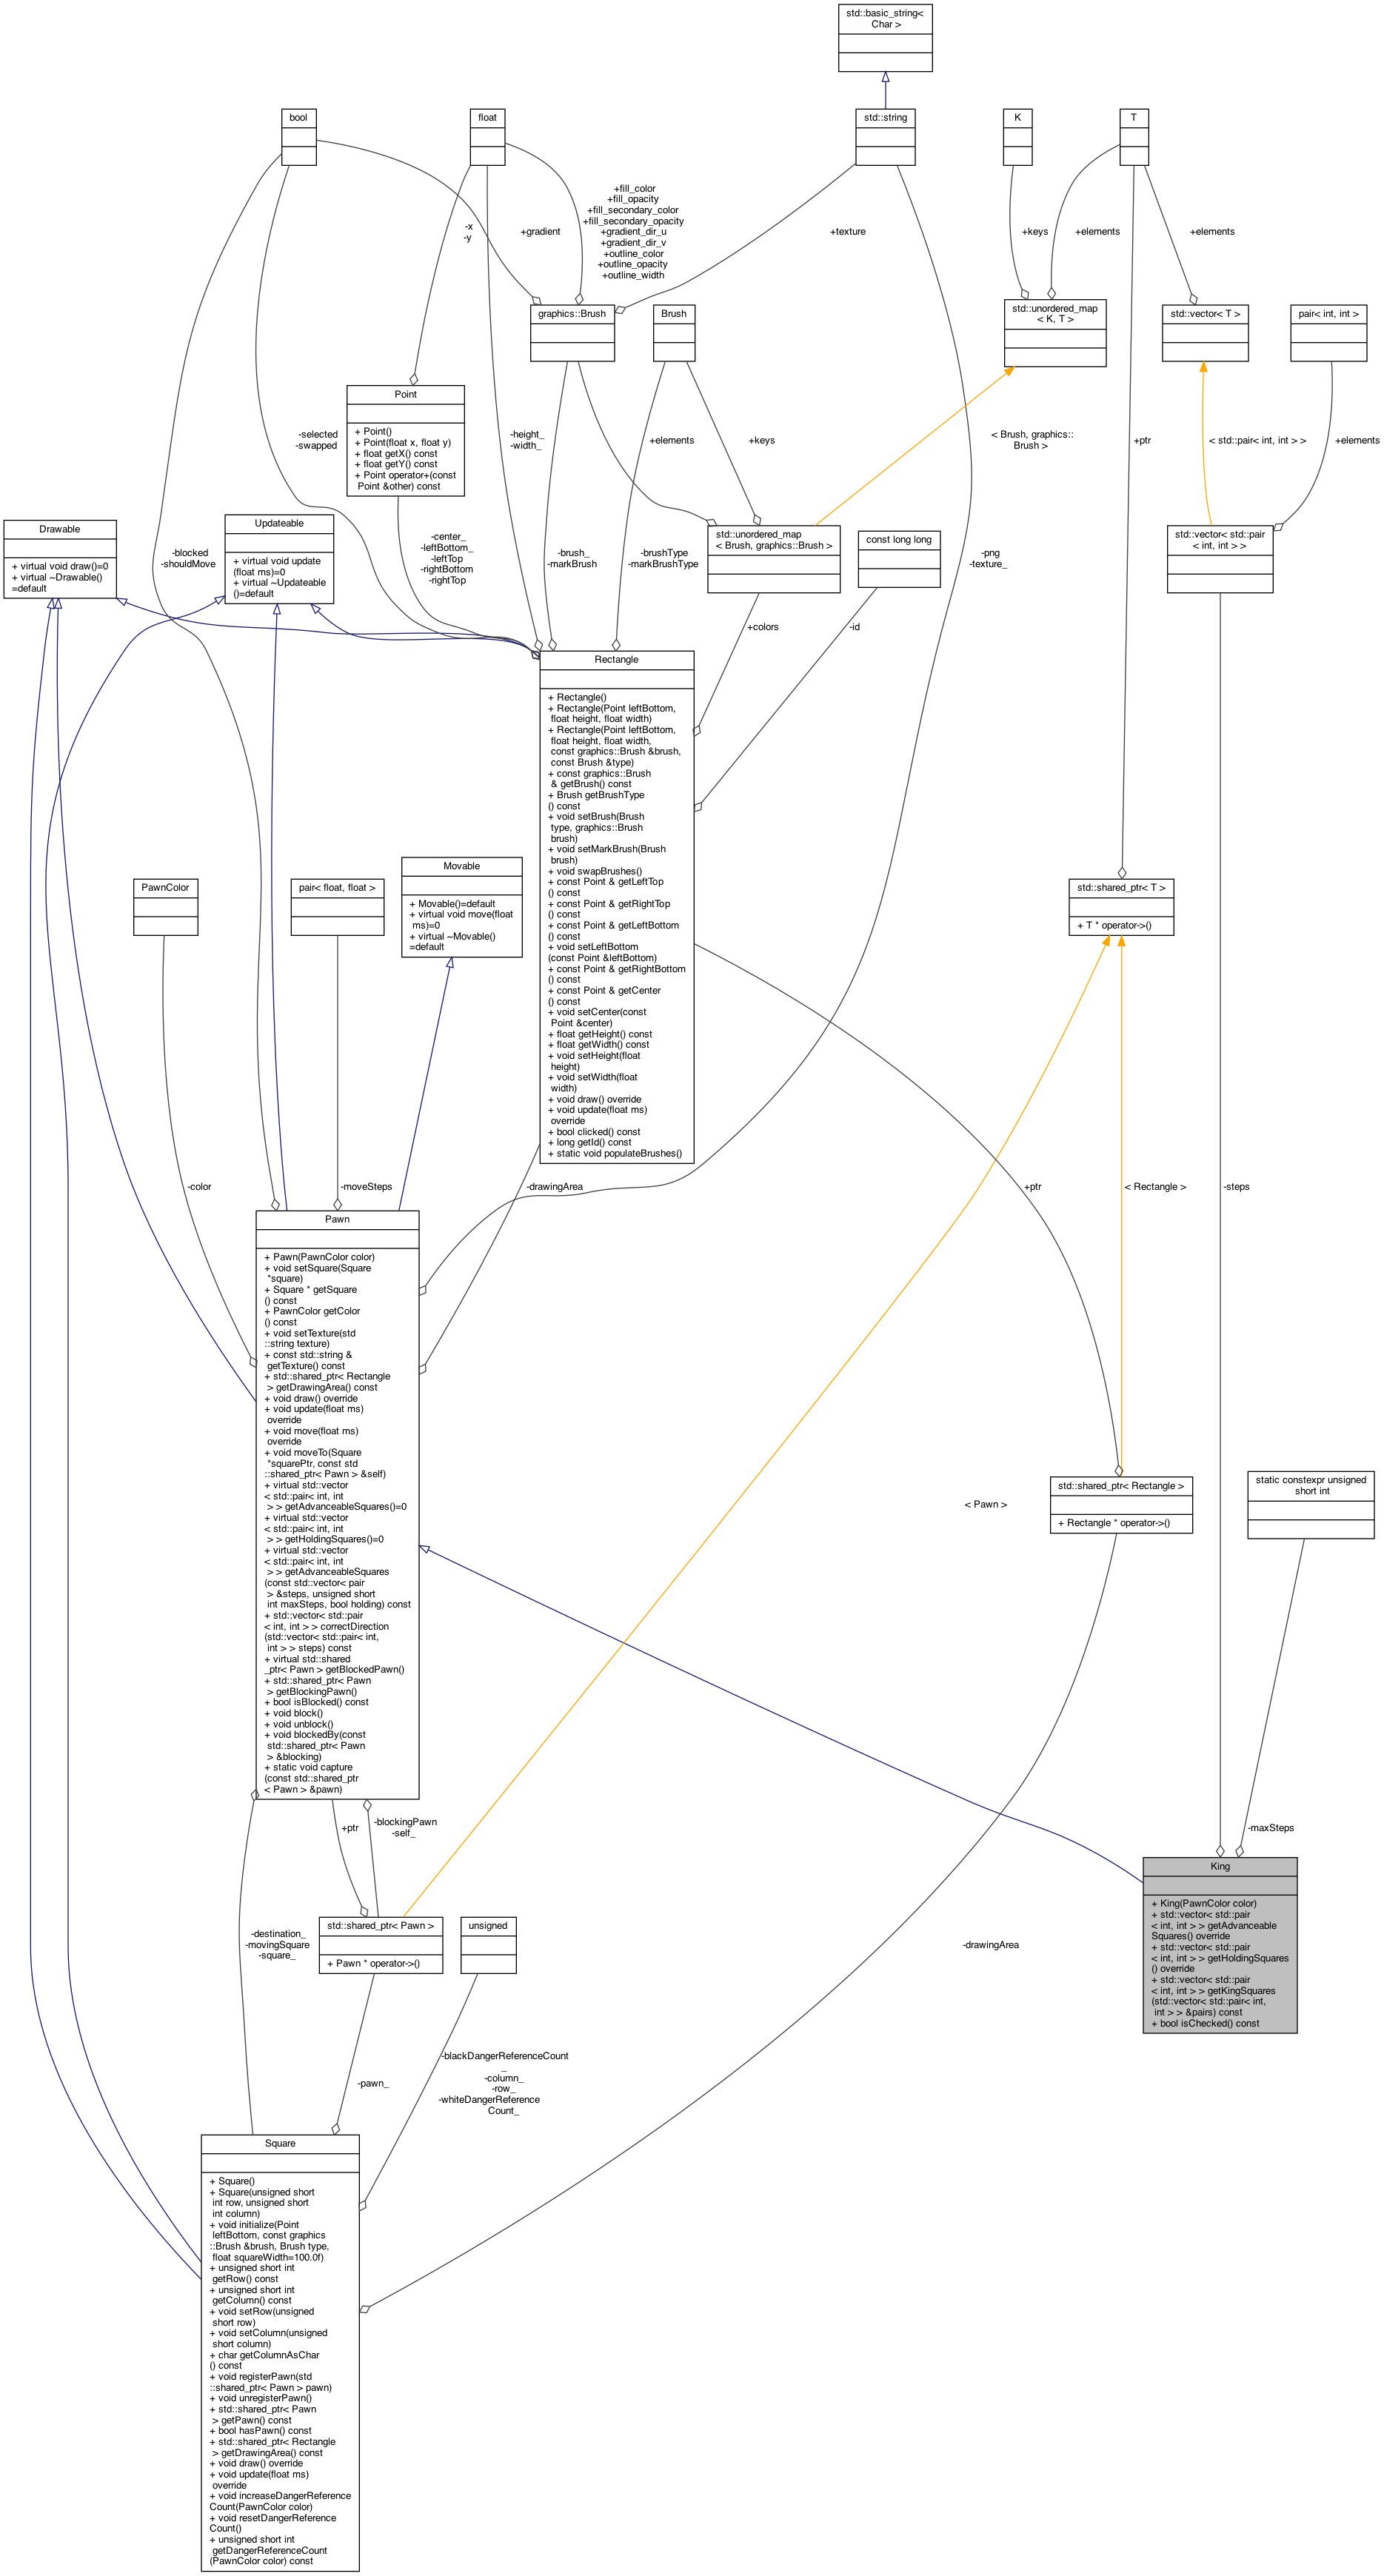 std::basic_string<
Char >
bool
float
std::string
K
T
+fill_color
+fill_opacity
+fill_secondary_color
+fill_secondary_opacity
+gradient_dir_u
+gradient_dir_v
+outline_color
+outline_opacity
+outline_width
-x
-y
+gradient
+texture
+keys
+elements
+elements
graphics::Brush
Brush
std::unordered_map
< K, T >
std::vector< T >
pair< int, int >
Point
+ Point()
+ Point(float x, float y)
+ float getX() const
+ float getY() const
+ Point operator+(const
Point &other) const
-selected
-swapped
-height_
-width_
+elements
+keys
< Brush, graphics::
Brush >
+ptr
< std::pair< int, int > >
+elements
Drawable
+ virtual void draw()=0
+ virtual ~Drawable()
=default
Updateable
+ virtual void update
(float ms)=0
+ virtual ~Updateable
()=default
-blocked
-shouldMove
-center_
-leftBottom_
-leftTop
-rightBottom
-rightTop
-brush_
-markBrush
-brushType
-markBrushType
std::unordered_map
< Brush, graphics::Brush >
const long long
-png
-texture_
std::vector< std::pair
< int, int > >
+colors
-id
Rectangle
+ Rectangle()
+ Rectangle(Point leftBottom,
float height, float width)
+ Rectangle(Point leftBottom,
float height, float width,
const graphics::Brush &brush,
const Brush &type)
+ const graphics::Brush
& getBrush() const
+ Brush getBrushType
() const
+ void setBrush(Brush
type, graphics::Brush
brush)
+ void setMarkBrush(Brush
brush)
+ void swapBrushes()
+ const Point & getLeftTop
() const
+ const Point & getRightTop
() const
+ const Point & getLeftBottom
() const
+ void setLeftBottom
(const Point &leftBottom)
+ const Point & getRightBottom
() const
+ const Point & getCenter
() const
+ void setCenter(const
Point &center)
+ float getHeight() const
+ float getWidth() const
+ void setHeight(float
height)
+ void setWidth(float
width)
+ void draw() override
+ void update(float ms)
override
+ bool clicked() const
+ long getId() const
+ static void populateBrushes()
PawnColor
pair< float, float >
Movable
+ Movable()=default
+ virtual void move(float
ms)=0
+ virtual ~Movable()
=default
std::shared_ptr< T >
+ T * operator->()
-color
-moveSteps
-drawingArea
+ptr
< Rectangle >
-steps
Pawn
+ Pawn(PawnColor color)
+ void setSquare(Square
*square)
+ Square * getSquare
() const
+ PawnColor getColor
() const
+ void setTexture(std
::string texture)
+ const std::string &
getTexture() const
+ std::shared_ptr< Rectangle
> getDrawingArea() const
+ void draw() override
+ void update(float ms)
override
+ void move(float ms)
override
+ void moveTo(Square
*squarePtr, const std
::shared_ptr< Pawn > &self)
+ virtual std::vector
< std::pair< int, int
> > getAdvanceableSquares()=0
+ virtual std::vector
< std::pair< int, int
> > getHoldingSquares()=0
+ virtual std::vector
< std::pair< int, int
> > getAdvanceableSquares
(const std::vector< pair
> &steps, unsigned short
int maxSteps, bool holding) const
+ std::vector< std::pair
< int, int > > correctDirection
(std::vector< std::pair< int,
int > > steps) const
+ virtual std::shared
_ptr< Pawn > getBlockedPawn()
+ std::shared_ptr< Pawn
> getBlockingPawn()
+ bool isBlocked() const
+ void block()
+ void unblock()
+ void blockedBy(const
std::shared_ptr< Pawn
> &blocking)
+ static void capture
(const std::shared_ptr
< Pawn > &pawn)
< Pawn >
std::shared_ptr< Rectangle >
+ Rectangle * operator->()
static constexpr unsigned
short int
+ptr
-blockingPawn
-self_
-maxSteps
King
+ King(PawnColor color)
+ std::vector< std::pair
< int, int > > getAdvanceable
Squares() override
+ std::vector< std::pair
< int, int > > getHoldingSquares
() override
+ std::vector< std::pair
< int, int > > getKingSquares
(std::vector< std::pair< int,
int > > &pairs) const
+ bool isChecked() const
-destination_
-movingSquare
-square_
std::shared_ptr< Pawn >
+ Pawn * operator->()
unsigned
-drawingArea
-pawn_
-blackDangerReferenceCount
_
-column_
-row_
-whiteDangerReference
Count_
Square
+ Square()
+ Square(unsigned short
int row, unsigned short
int column)
+ void initialize(Point
leftBottom, const graphics
::Brush &brush, Brush type,
float squareWidth=100.0f)
+ unsigned short int
getRow() const
+ unsigned short int
getColumn() const
+ void setRow(unsigned
short row)
+ void setColumn(unsigned
short column)
+ char getColumnAsChar
() const
+ void registerPawn(std
::shared_ptr< Pawn > pawn)
+ void unregisterPawn()
+ std::shared_ptr< Pawn
> getPawn() const
+ bool hasPawn() const
+ std::shared_ptr< Rectangle
> getDrawingArea() const
+ void draw() override
+ void update(float ms)
override
+ void increaseDangerReference
Count(PawnColor color)
+ void resetDangerReference
Count()
+ unsigned short int
getDangerReferenceCount
(PawnColor color) const